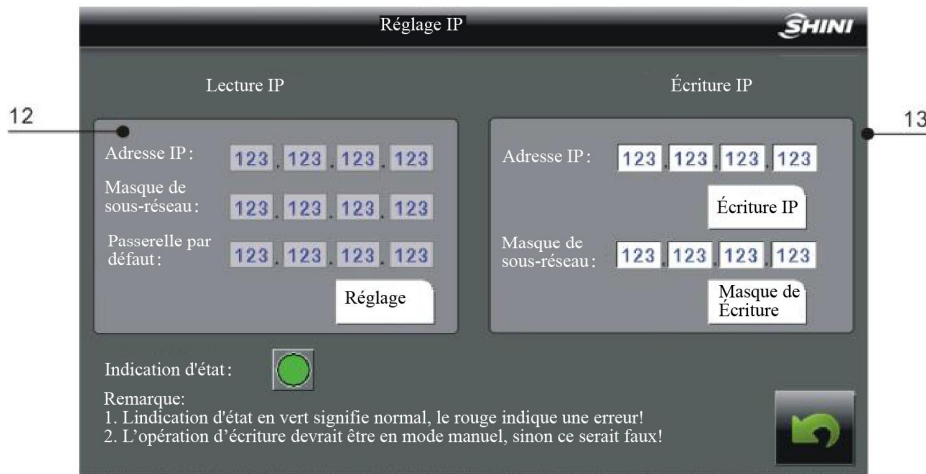 Réglage IP
SHINI
Lecture IP
Écriture IP
12
13
Adresse IP :
123 . 123 . 123 . 123
Masque de
sous-réseau :
123 . 123 . 123 . 123
Passerelle par
défaut :
123 . 123 . 123 . 123
Réglage
Adresse IP :
123 . 123 . 123 . 123
Écriture IP
Masque de
sous-réseau :
123 . 123 . 123 . 123
Masque de
Écriture
Indication d'état :
Remarque:
1. Lindication d'état en vert signifie normal, le rouge indique une erreur!
2. L’opération d’écriture devrait être en mode manuel, sinon ce serait faux!